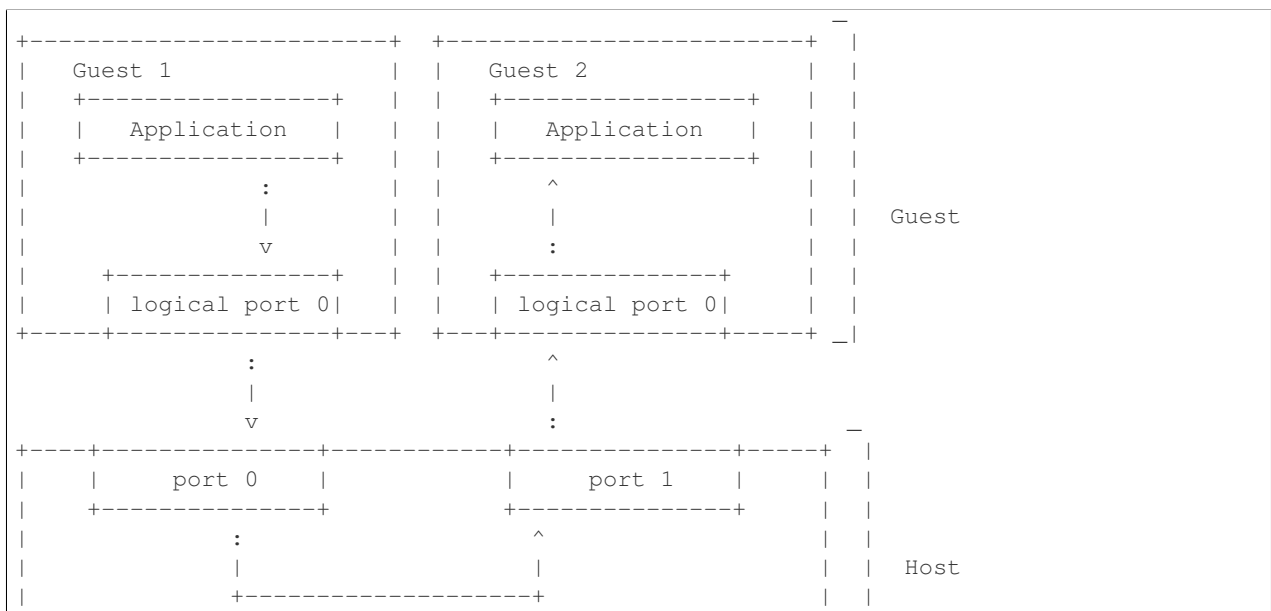 _
+-------------------------+  +-------------------------+  |
|   Guest 1               |  |   Guest 2               |  |
|   +-----------------+   |  |   +-----------------+   |  |
|   |   Application   |   |  |   |   Application   |   |  |
|   +-----------------+   |  |   +-----------------+   |  |
|                :        |  |       ^                 |  |
|                |        |  |       |                 |  |  Guest
|                v        |  |       :                 |  |
|     +---------------+   |  |   +---------------+     |  |
|     | logical port 0|   |  |   | logical port 0|     |  |
+-----+---------------+---+  +---+---------------+-----+ _|
                :                    ^
                |                    |
                v                    :                    _
+----+---------------+------------+---------------+-----+  |
|    |     port 0    |            |     port 1    |     |  |
|    +---------------+            +---------------+     |  |
|              :                    ^                   |  |
|              |                    |                   |  |  Host
|              +--------------------+                   |  |